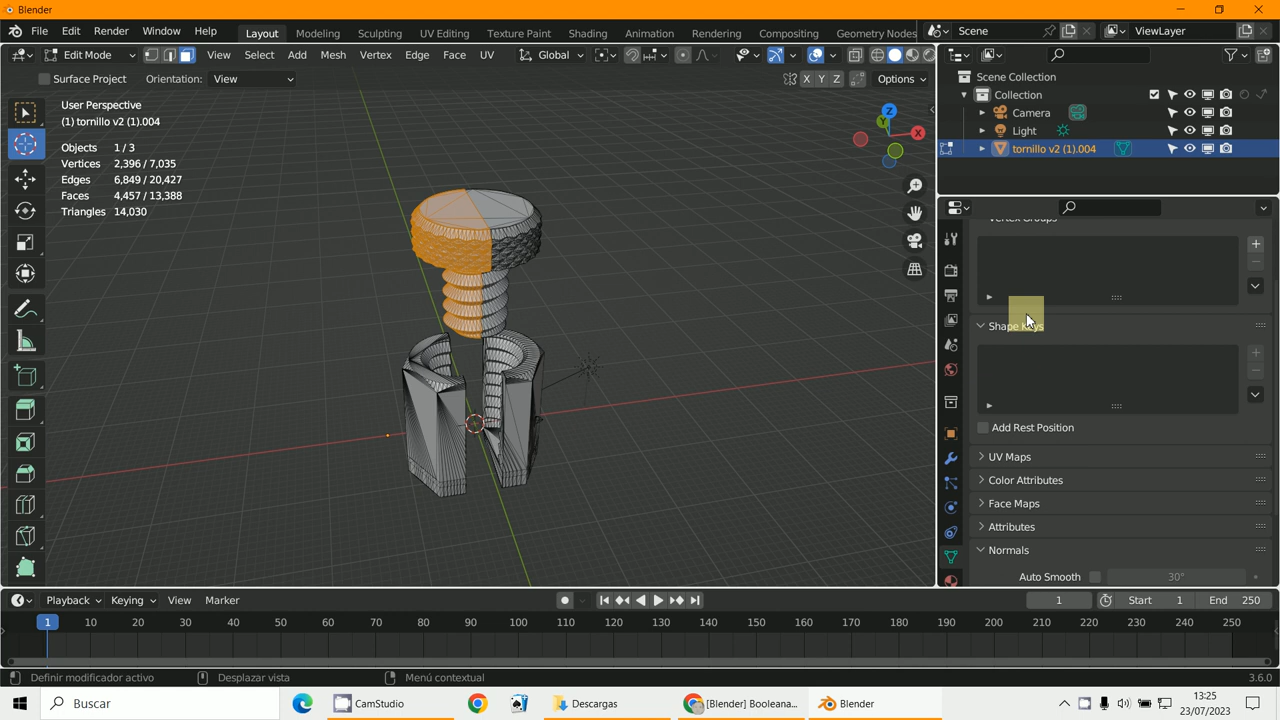 Blender
File Edit Render Window Help Layout Modeling Sculpting UV Editing Texture Paint Shading Animation Rendering Compositing Geometry Nodes Scene ViewLayer
Edit Mode View Select Add Mesh Vertex Edge Face UV Global
Surface Project Orientation: View X Y Z Options
User Perspective
(1) tornillo v2 (1).004
Objects 1 / 3
Vertices 2,396 / 7,035
Edges 6,849 / 20,427
Faces 4,457 / 13,388
Triangles 14,030
Z
Y
X
Scene Collection
Collection
Camera
Light
tornillo v2 (1).004
Vertex Groups
Shape Keys
Add Rest Position
UV Maps
Color Attributes
Face Maps
Attributes
Normals
Auto Smooth 30°
Playback Keying View Marker 1 Start 1 End 250
1 10 20 30 40 50 60 70 80 90 100 110 120 130 140 150 160 170 180 190 200 210 220 230 240 250
Definir modificador activo Desplazar vista Menú contextual 3.6.0
Buscar CamStudio Descargas [Blender] Booleana... Blender 13:25
23/07/2023